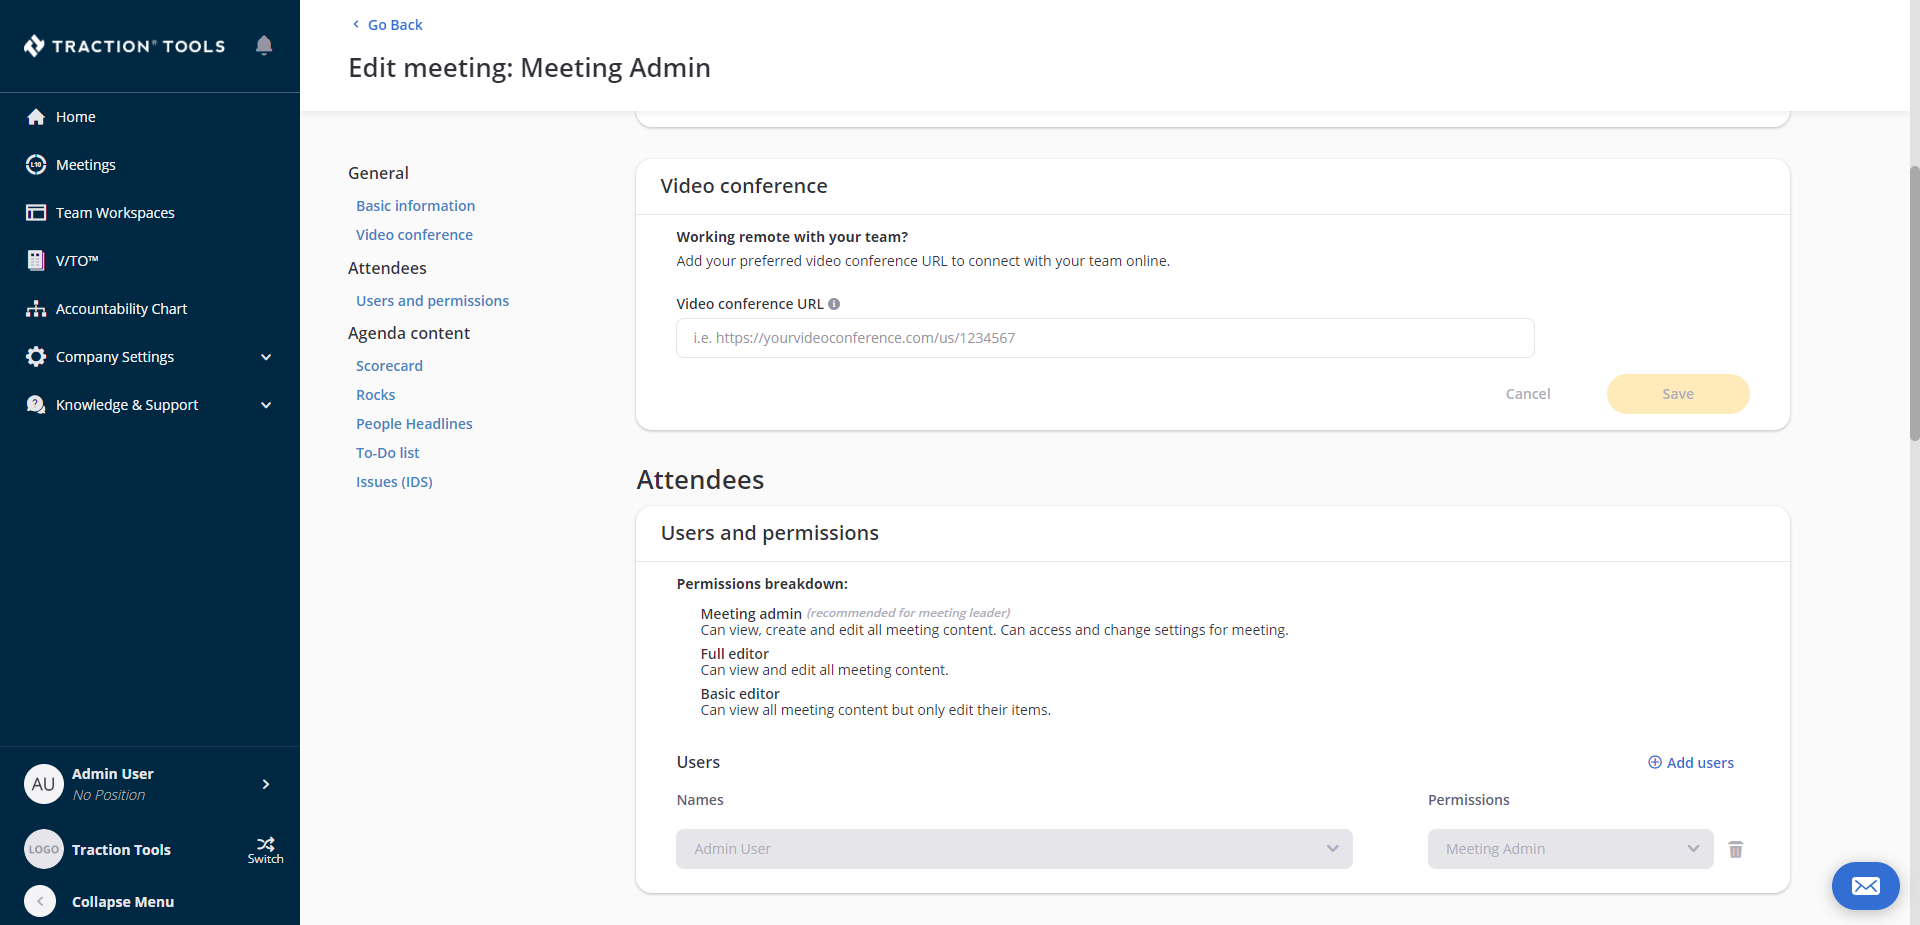 TRACTION® TOOLS
Home
L10
Meetings
Team Workspaces
V/TO™
Accountability Chart
Company Settings
Knowledge & Support
AU
Admin User
No Position
LOGO
Traction Tools
Switch
Collapse Menu
Go Back
Edit meeting: Meeting Admin
General
Basic information
Video conference
Attendees
Users and permissions
Agenda content
Scorecard
Rocks
People Headlines
To-Do list
Issues (IDS)
Video conference
Working remote with your team?
Add your preferred video conference URL to connect with your team online.
Video conference URL
i.e. https://yourvideoconference.com/us/1234567
Cancel
Save
Attendees
Users and permissions
Permissions breakdown:
Meeting admin (recommended for meeting leader)
Can view, create and edit all meeting content. Can access and change settings for meeting.
Full editor
Can view and edit all meeting content.
Basic editor
Can view all meeting content but only edit their items.
Users
Add users
Names
Permissions
Admin User
Meeting Admin